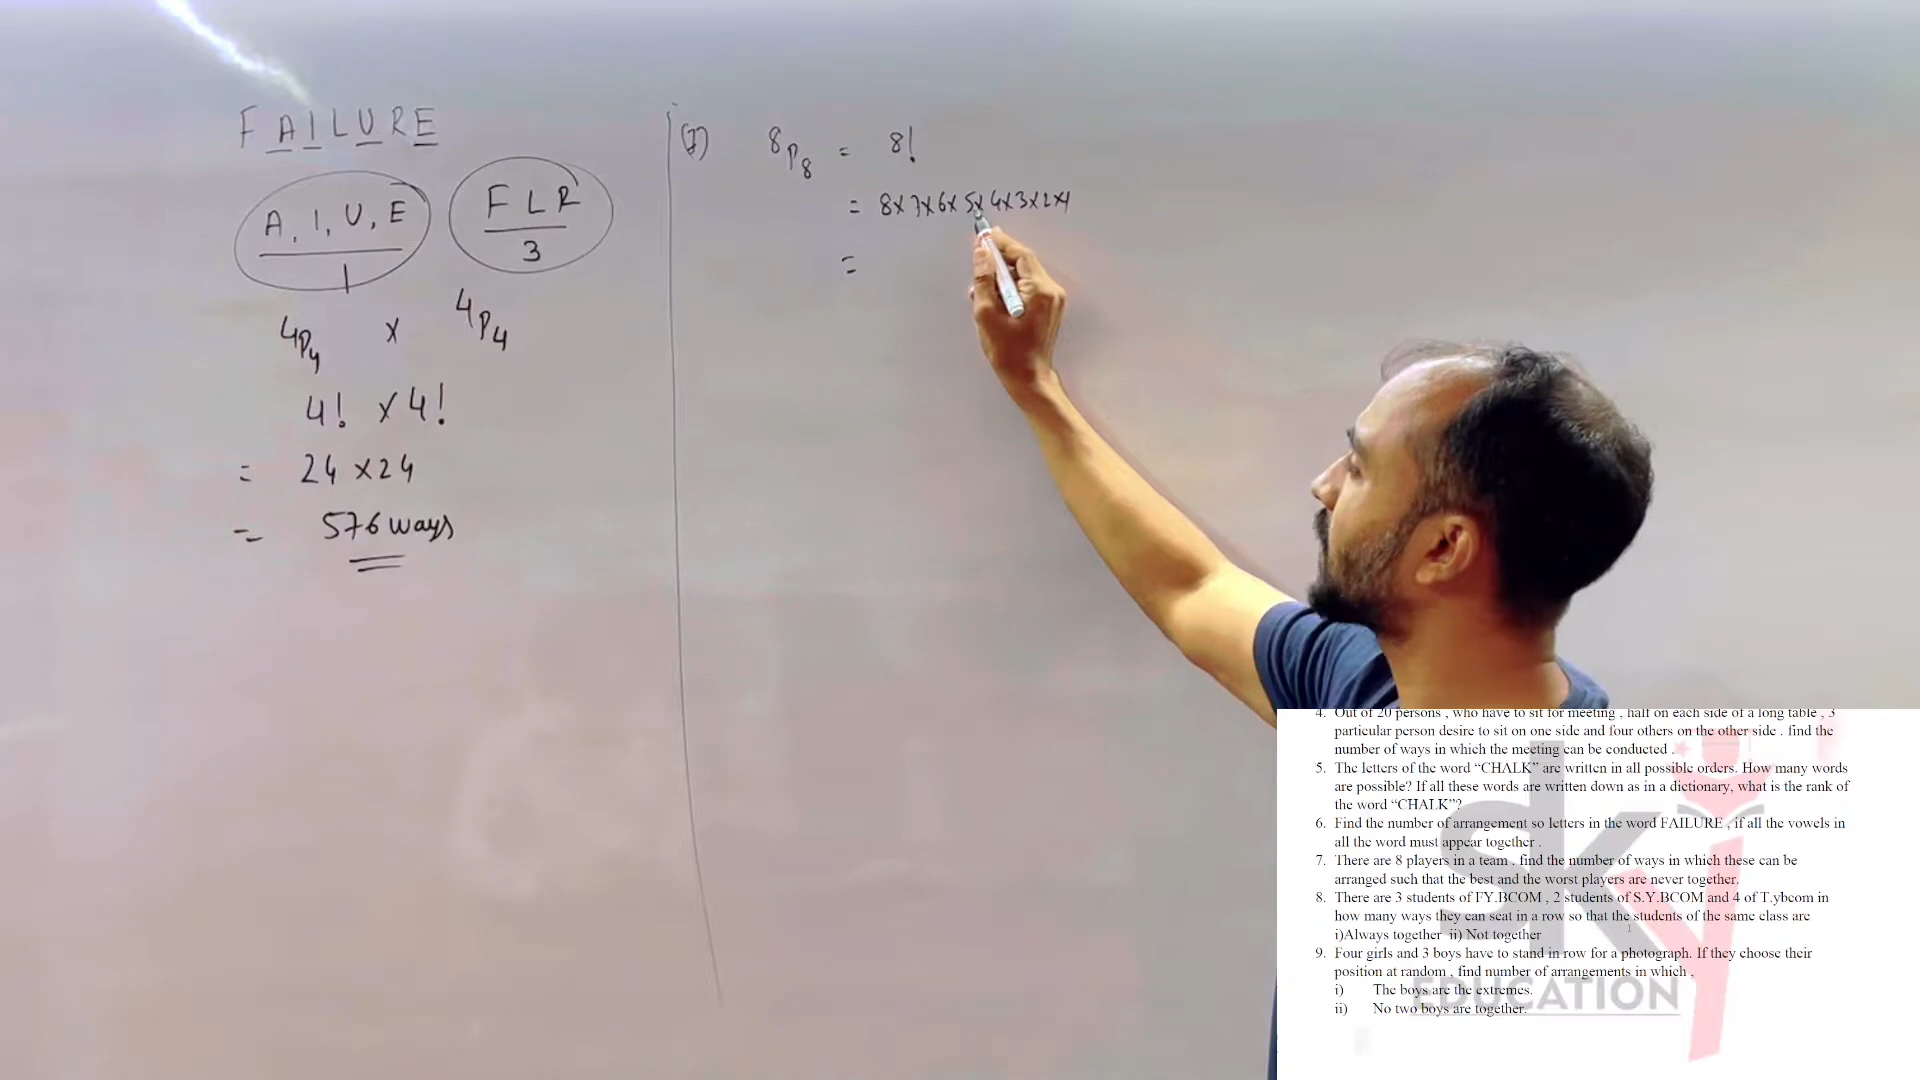 FAILURE
A, I, U, E
1
FLR
3
4P4 x 4P4
4! x 4!
= 24 x 24
= 576 ways
(7) 8P8 = 8!
= 8x7x6x5x4x3x2x1
=
4. Out of 20 persons , who have to sit for meeting , half on each side of a long table , 3
particular person desire to sit on one side and four others on the other side . find the
number of ways in which the meeting can be conducted .
5. The letters of the word “CHALK” are written in all possible orders. How many words
are possible? If all these words are written down as in a dictionary, what is the rank of
the word “CHALK”?
6. Find the number of arrangement so letters in the word FAILURE , if all the vowels in
all the word must appear together .
7. There are 8 players in a team . find the number of ways in which these can be
arranged such that the best and the worst players are never together.
8. There are 3 students of FY.BCOM , 2 students of S.Y.BCOM and 4 of T.ybcom in
how many ways they can seat in a row so that the students of the same class are
i)Always together ii) Not together
9. Four girls and 3 boys have to stand in row for a photograph. If they choose their
position at random , find number of arrangements in which ,
i) The boys are the extremes.
ii) No two boys are together.
sky
EDUCATION